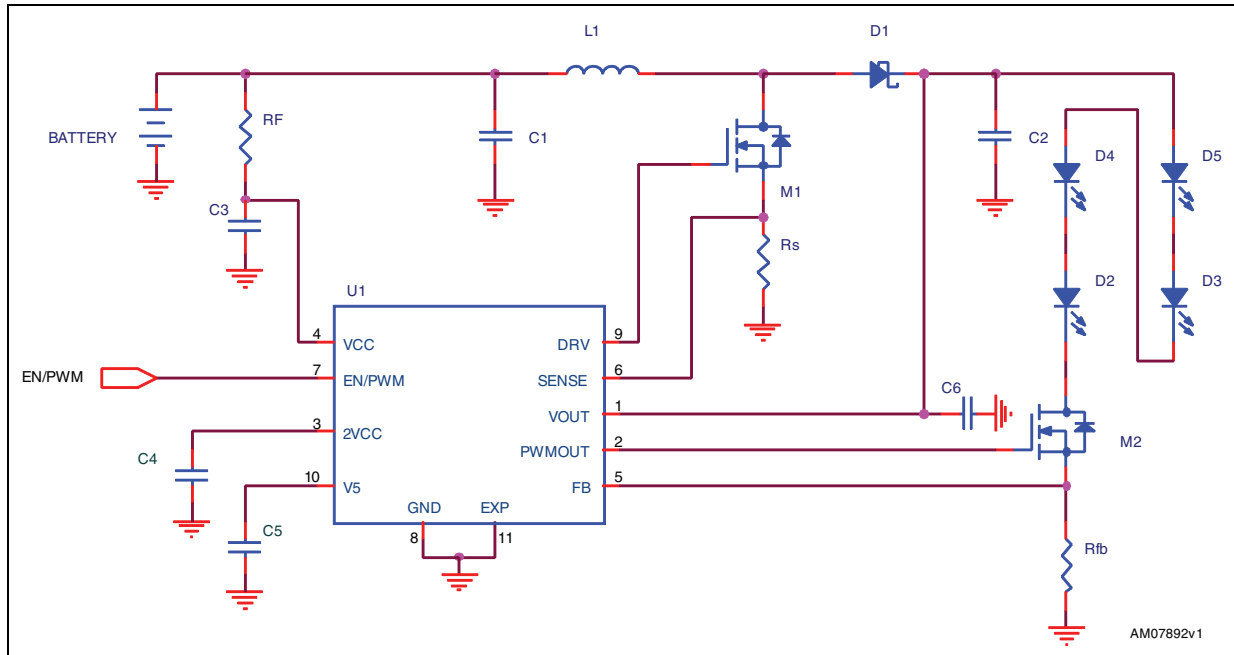 L1
D1
RF
BATTERY
C1
C2
D4
D5
M1
C3
Rs
U1
D2
D3
4
VCC
DRV
9
EN/PWM
7
EN/PWM
SENSE
6
C6
VOUT
1
3
2VCC
PWMOUT
2
M2
C4
10
V5
FB
5
GND
EXP
C5
8
11
Rfb
AM07892v1